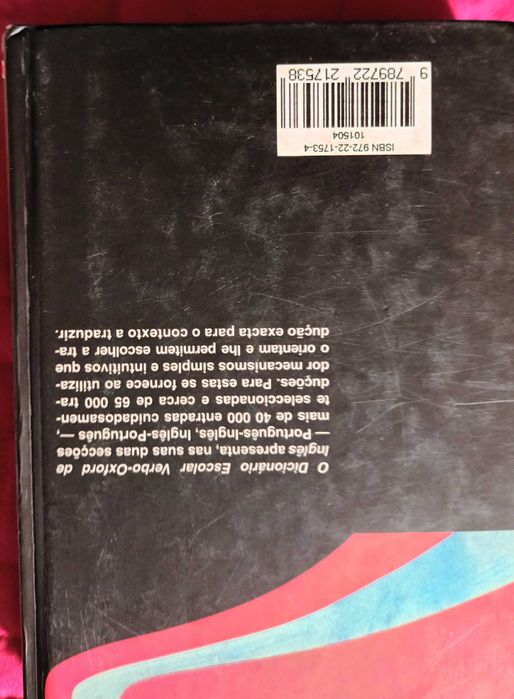 O Dicionário Escolar Verbo-Oxford de
Inglês apresenta, nas suas duas secções
— Português-Inglês, Inglês-Português —,
mais de 40 000 entradas cuidadosamen-
te seleccionadas e cerca de 65 000 tra-
duções. Para estas se fornece ao utiliza-
dor mecanismos simples e intuitivos que
o orientam e lhe permitem escolher a tra-
dução exacta para o contexto a traduzir.
ISBN 972-22-1753-4
101504
9 789722 217538